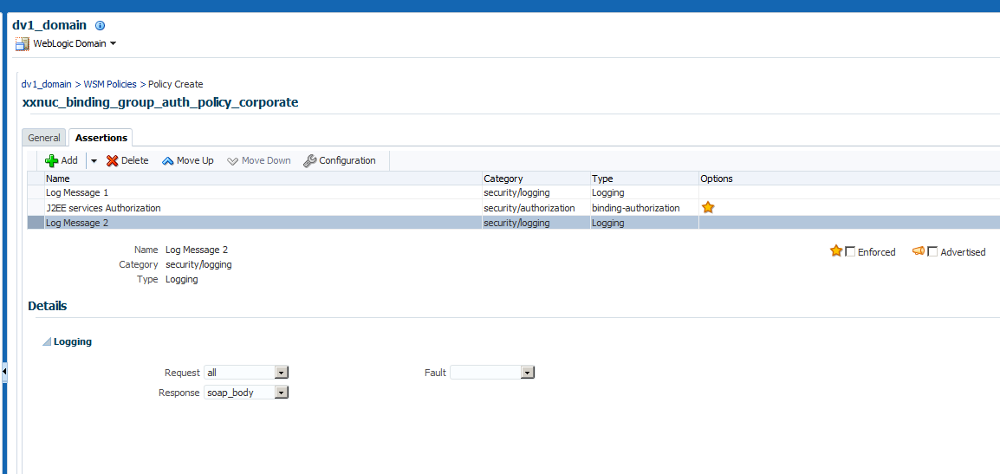 dv1_domain
WebLogic Domain
dv1_domain > WSM Policies > Policy Create
xxnuc_binding_group_auth_policy_corporate
General Assertions
Add Delete Move Up Move Down Configuration
Name Category Type Options
Log Message 1 security/logging Logging
J2EE services Authorization security/authorization binding-authorization
Log Message 2 security/logging Logging
Name Log Message 2 Enforced Advertised
Category security/logging
Type Logging
Details
Logging
Request all Fault
Response soap_body